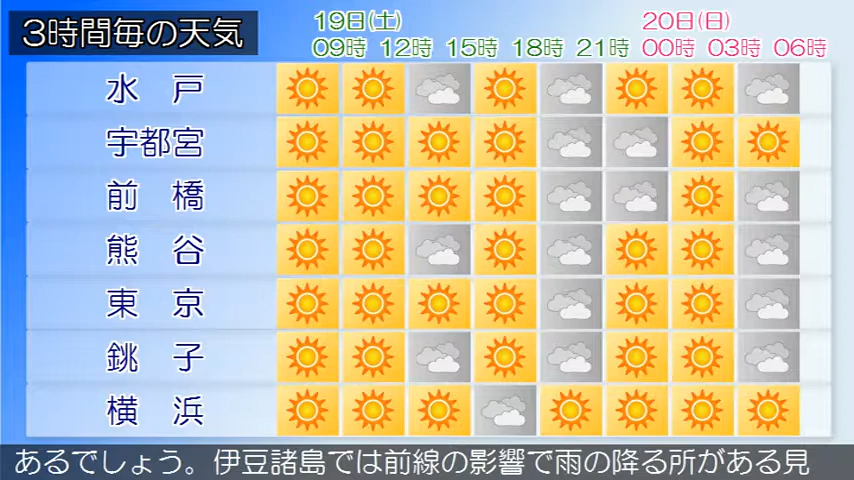 3時間毎の天気
19日(土) 20日(日)
09時 12時 15時 18時 21時 00時 03時 06時
水戸
宇都宮
前橋
熊谷
東京
銚子
横浜
あるでしょう。伊豆諸島では前線の影響で雨の降る所がある見